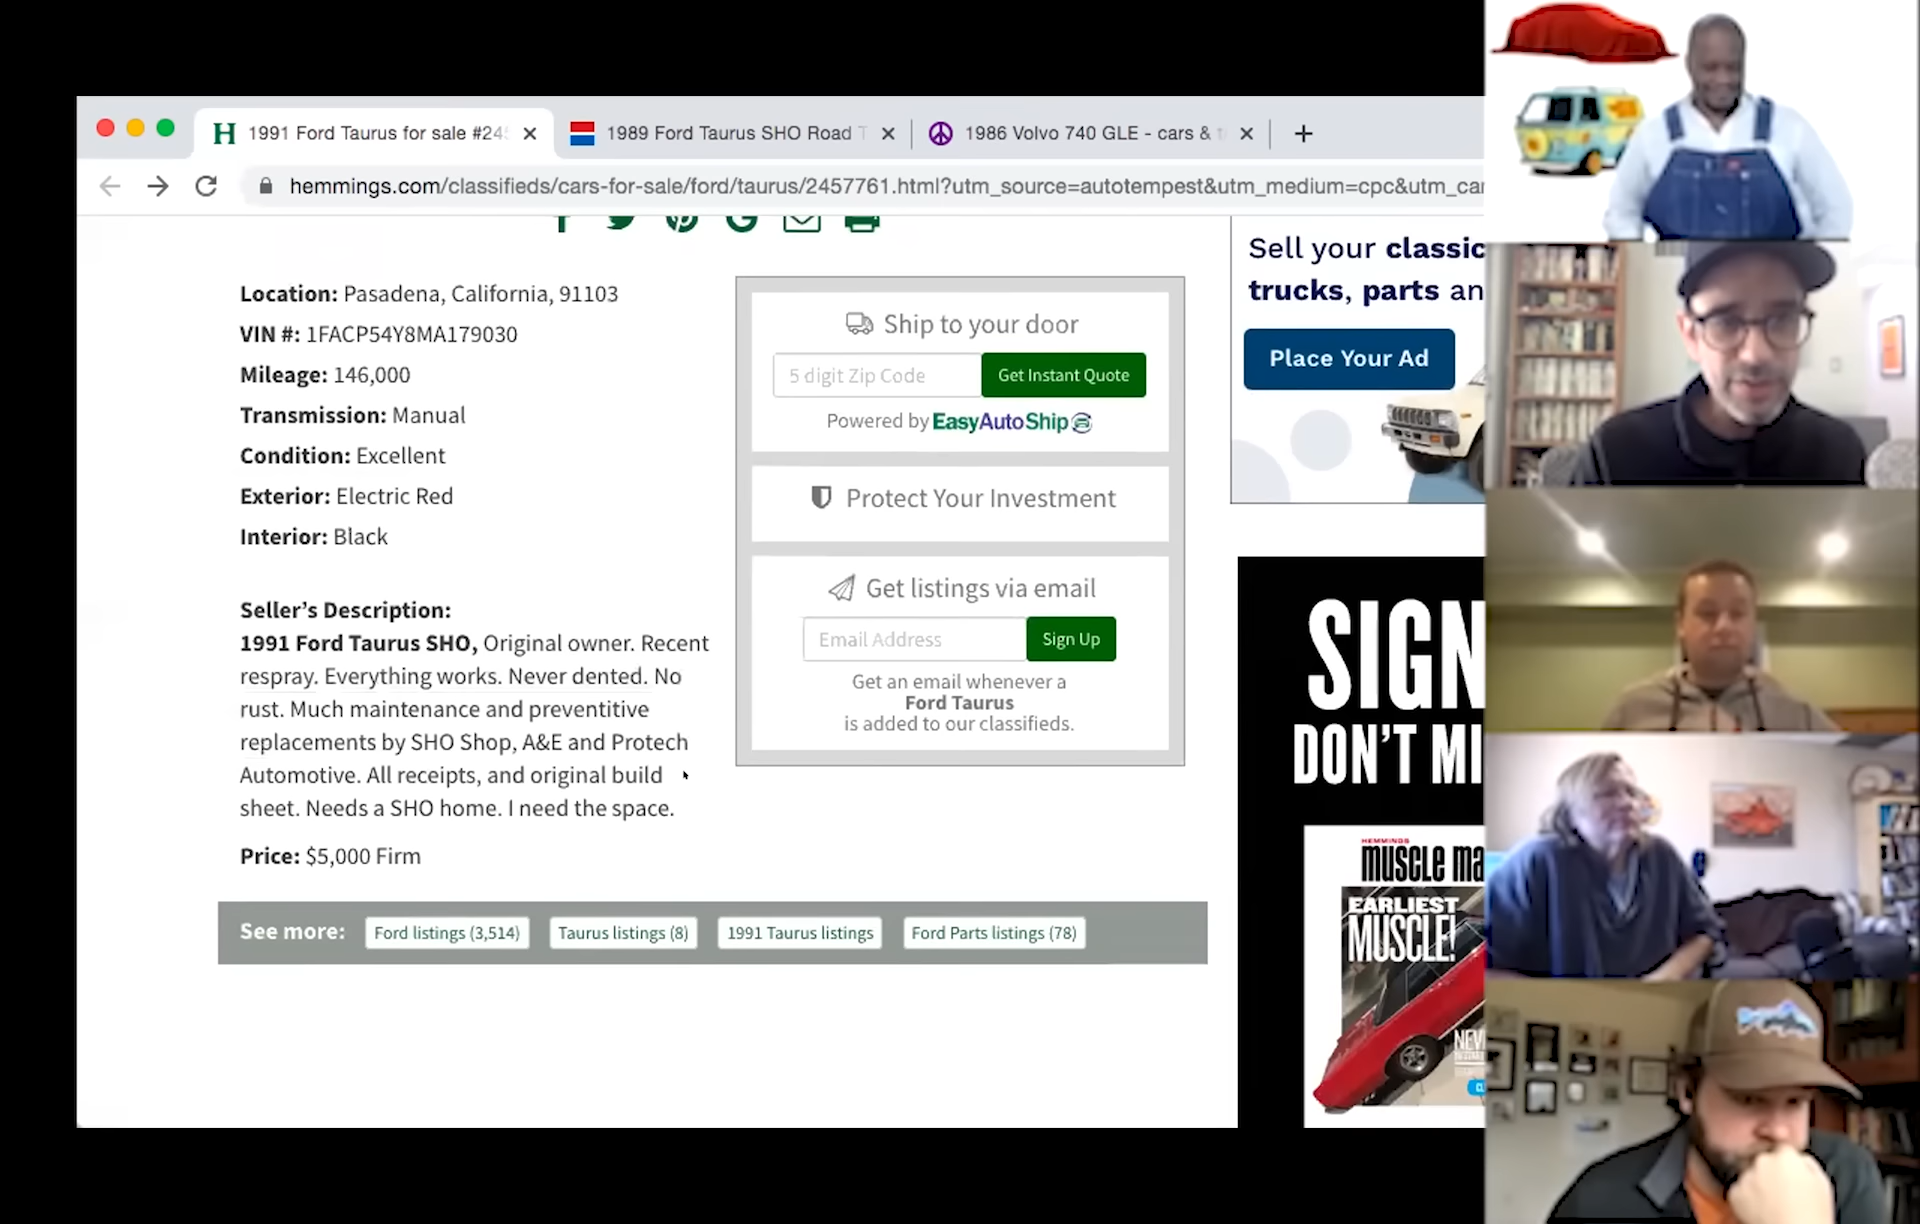 H 1991 Ford Taurus for sale #24
1989 Ford Taurus SHO Road T
1986 Volvo 740 GLE - cars & t
hemmings.com/classifieds/cars-for-sale/ford/taurus/2457761.html?utm_source=autotempest&utm_medium=cpc&utm_ca
Location: Pasadena, California, 91103
VIN #: 1FACP54Y8MA179030
Mileage: 146,000
Transmission: Manual
Condition: Excellent
Exterior: Electric Red
Interior: Black
Seller’s Description:
1991 Ford Taurus SHO, Original owner. Recent
respray. Everything works. Never dented. No
rust. Much maintenance and preventitive
replacements by SHO Shop, A&E and Protech
Automotive. All receipts, and original build
sheet. Needs a SHO home. I need the space.
Price: $5,000 Firm
Ship to your door
5 digit Zip Code
Get Instant Quote
Powered by EasyAutoShip
Protect Your Investment
Get listings via email
Email Address
Sign Up
Get an email whenever a
Ford Taurus
is added to our classifieds.
Sell your classic
trucks, parts an
Place Your Ad
SIGN
DON’T MI
HEMMINGS
muscle ma
EARLIEST
MUSCLE!
NEV
See more:
Ford listings (3,514)
Taurus listings (8)
1991 Taurus listings
Ford Parts listings (78)